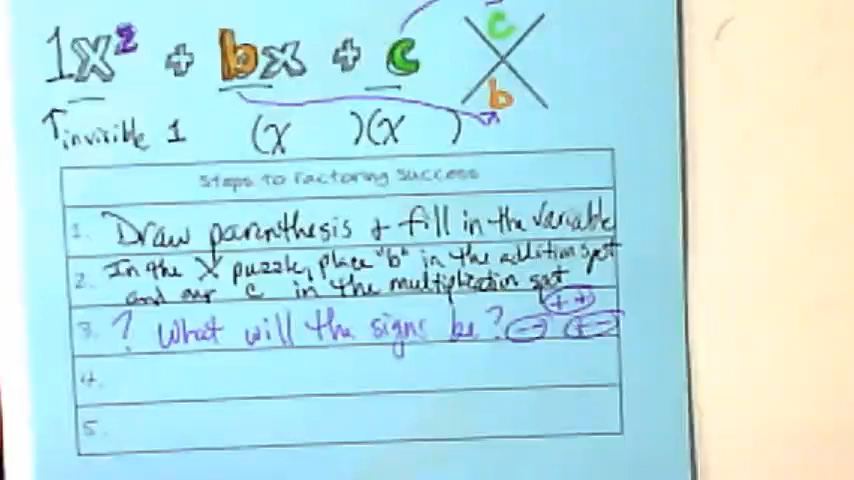 1x² + bx + c
c
b
↑ invisible 1 (x )(x )
Steps to Factoring Success
1. Draw parenthesis + fill in the variable
2. In the X puzzle, place "b" in the addition spot
and our c in the multiplication spot
3. ? What will the signs be? -- ++ +-
4.
5.